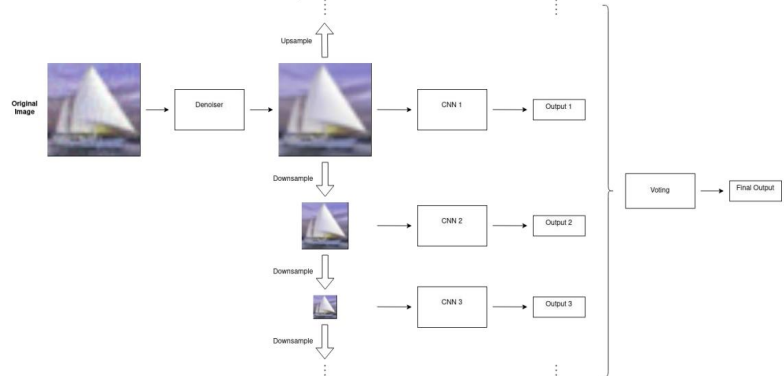 Upsample
Original
Image
Denoiser
CNN 1
Output 1
Downsample
Voting
Final Output
CNN 2
Output 2
Downsample
CNN 3
Output 3
Downsample